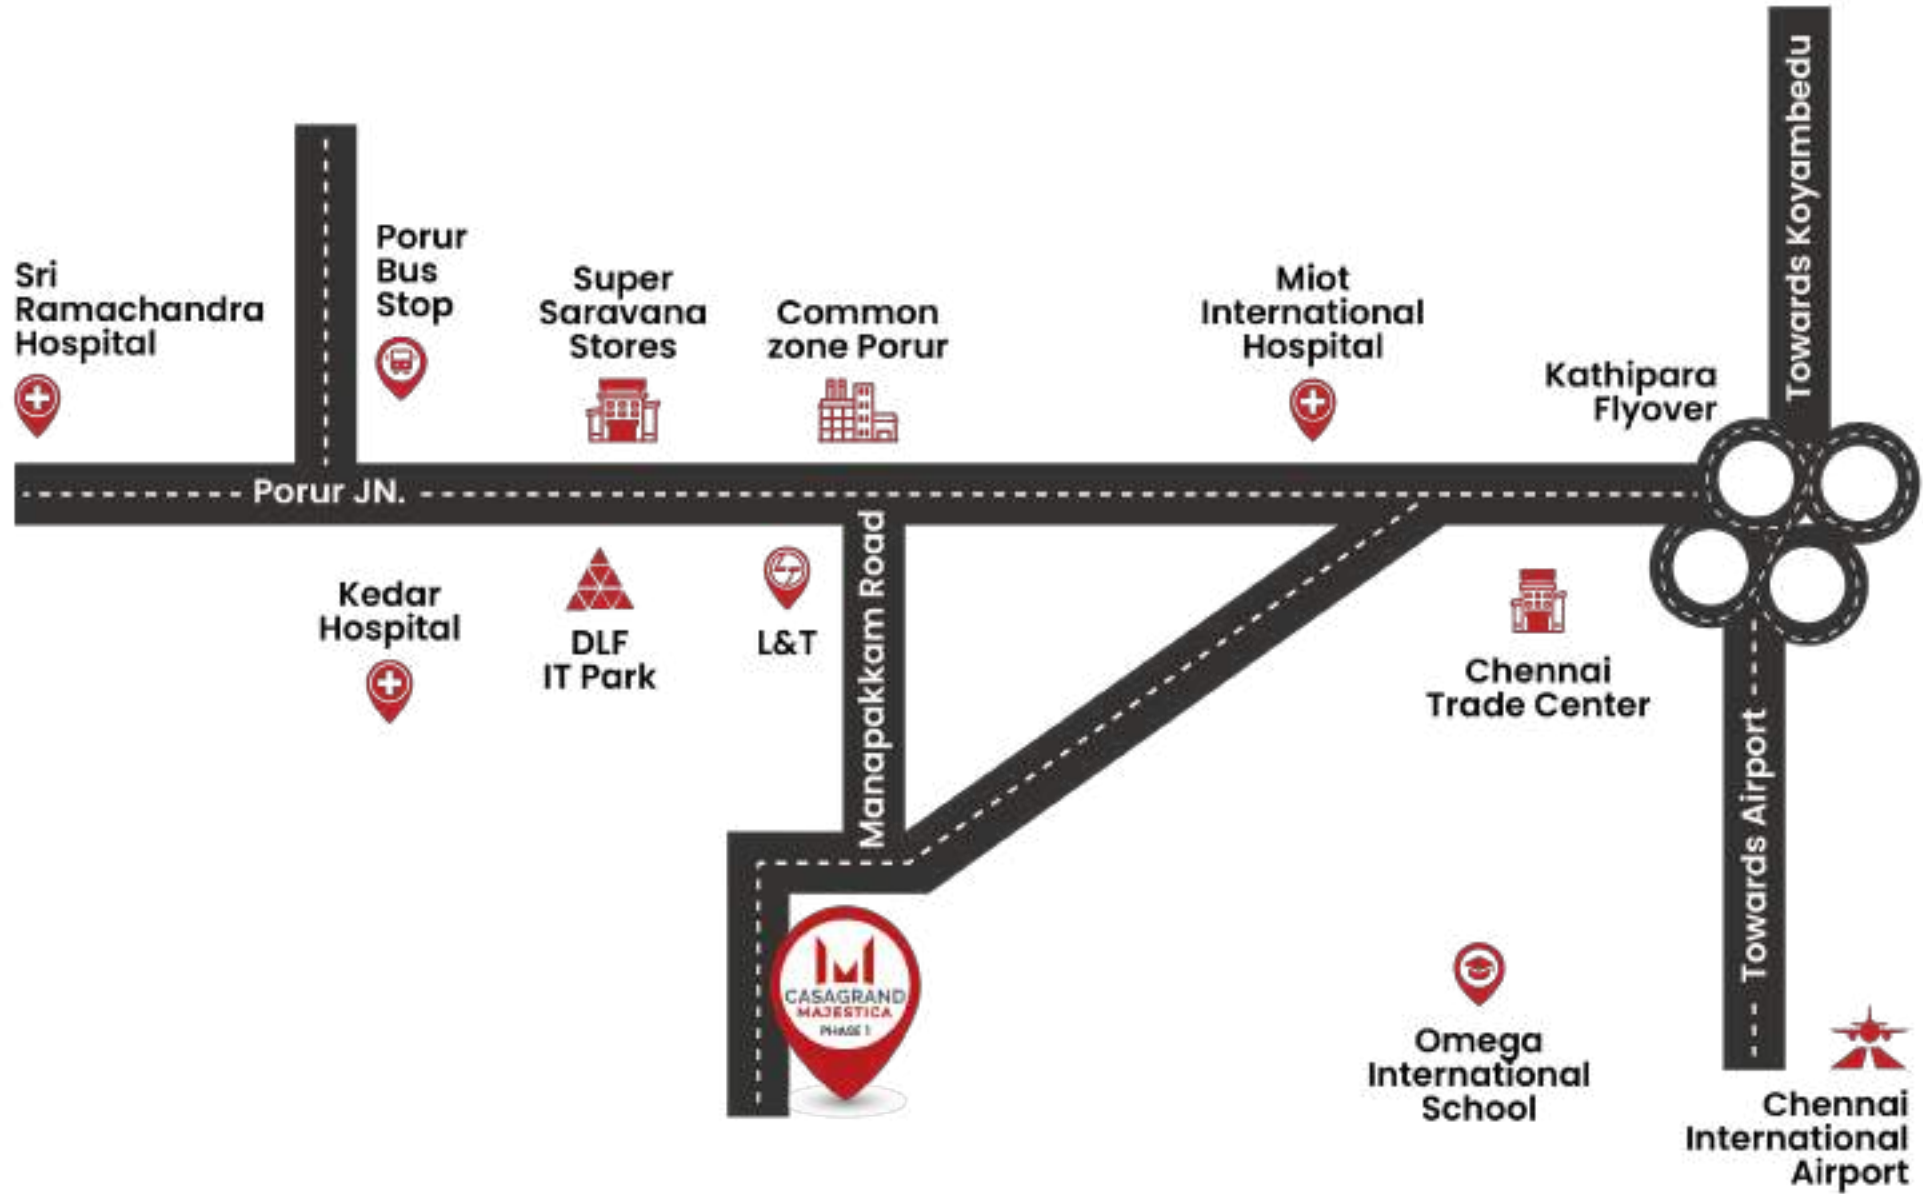 Towards Koyambedu
Porur
Bus
Stop
Sri
Ramachandra
Hospital
Super
Saravana
Stores
Common
zone Porur
Miot
International
Hospital
Kathipara
Flyover
Porur JN.
Manapakkam Road
Kedar
Hospital
DLF
IT Park
L&T
Chennai
Trade Center
Towards Airport
CASAGRAND
MAJESTICA
PHASE 1
Omega
International
School
Chennai
International
Airport